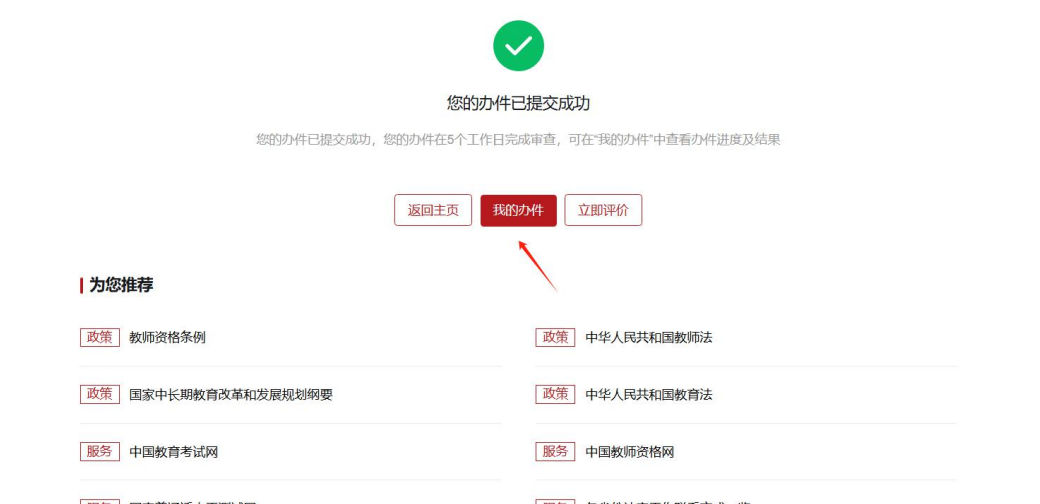 您的办件已提交成功
您的办件已提交成功，您的办件在5个工作日完成审查，可在“我的办件”中查看办件进度及结果
返回主页 我的办件 立即评价
为您推荐
政策 教师资格条例
政策 中华人民共和国教师法
政策 国家中长期教育改革和发展规划纲要
政策 中华人民共和国教育法
服务 中国教育考试网
服务 中国教师资格网